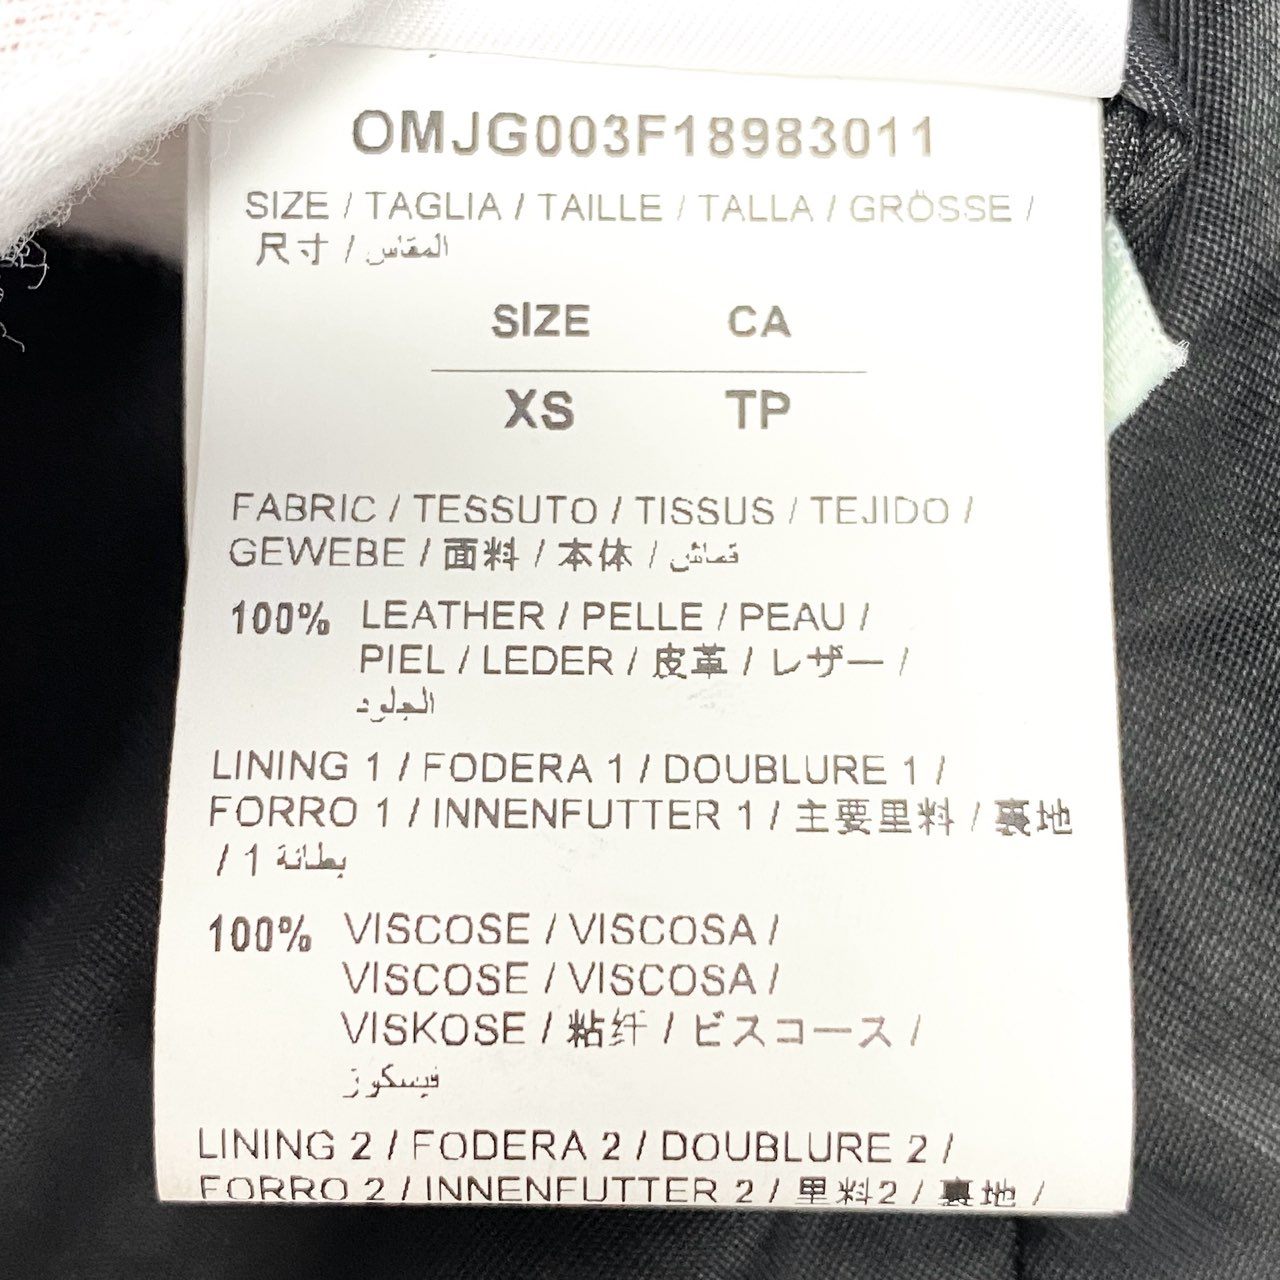 OMJG003F18983011
SIZE / TAGLIA / TAILLE / TALLA / GRÖSSE /
尺寸 / المقاس
SIZE CA
XS TP
FABRIC / TESSUTO / TISSUS / TEJIDO /
GEWEBE / 面料 / 本体 / قماش
100% LEATHER / PELLE / PEAU /
PIEL / LEDER / 皮革 / レザー /
الجلود
LINING 1 / FODERA 1 / DOUBLURE 1 /
FORRO 1 / INNENFUTTER 1 / 主要里料 / 裏地
/ بطانة 1
100% VISCOSE / VISCOSA /
VISCOSE / VISCOSA /
VISKOSE / 粘纤 / ビスコース /
فيسكوز
LINING 2 / FODERA 2 / DOUBLURE 2 /
FORRO 2 / INNENFUTTER 2 / 里料2 / 裏地 /